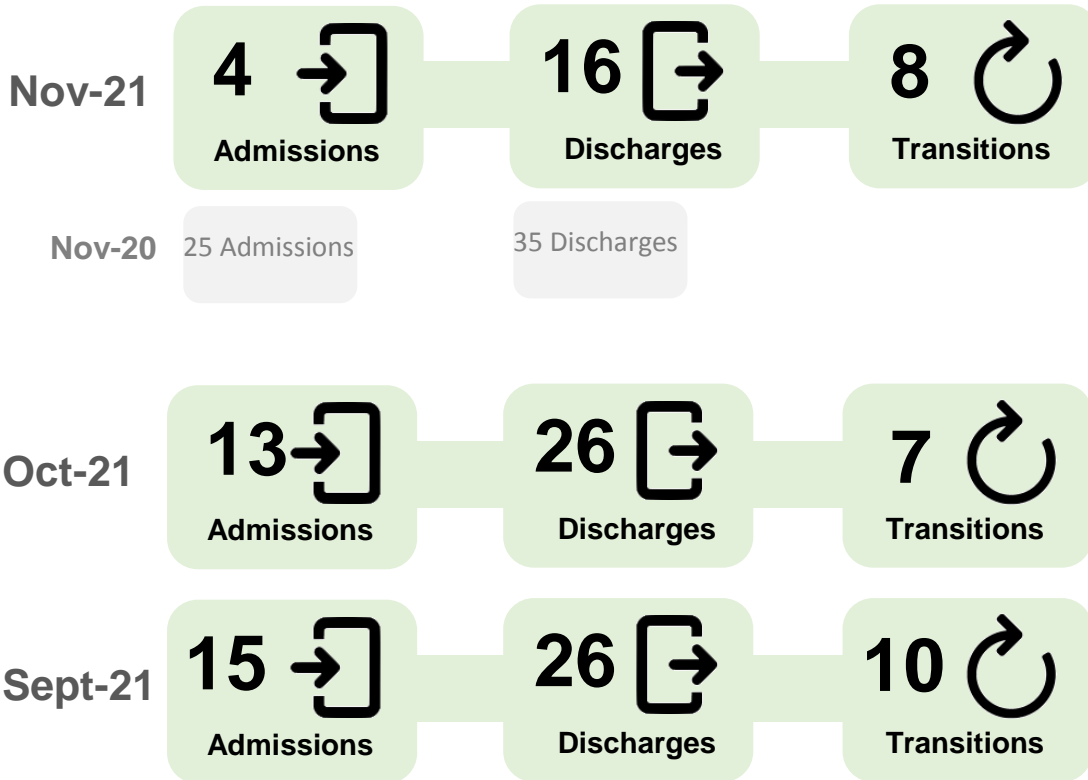 Nov-21
4
16
8
Admissions
Discharges
Transitions
Nov-20
25 Admissions
35 Discharges
Oct-21
13
26
7
Admissions
Discharges
Transitions
Sept-21
15
26
10
Admissions
Discharges
Transitions